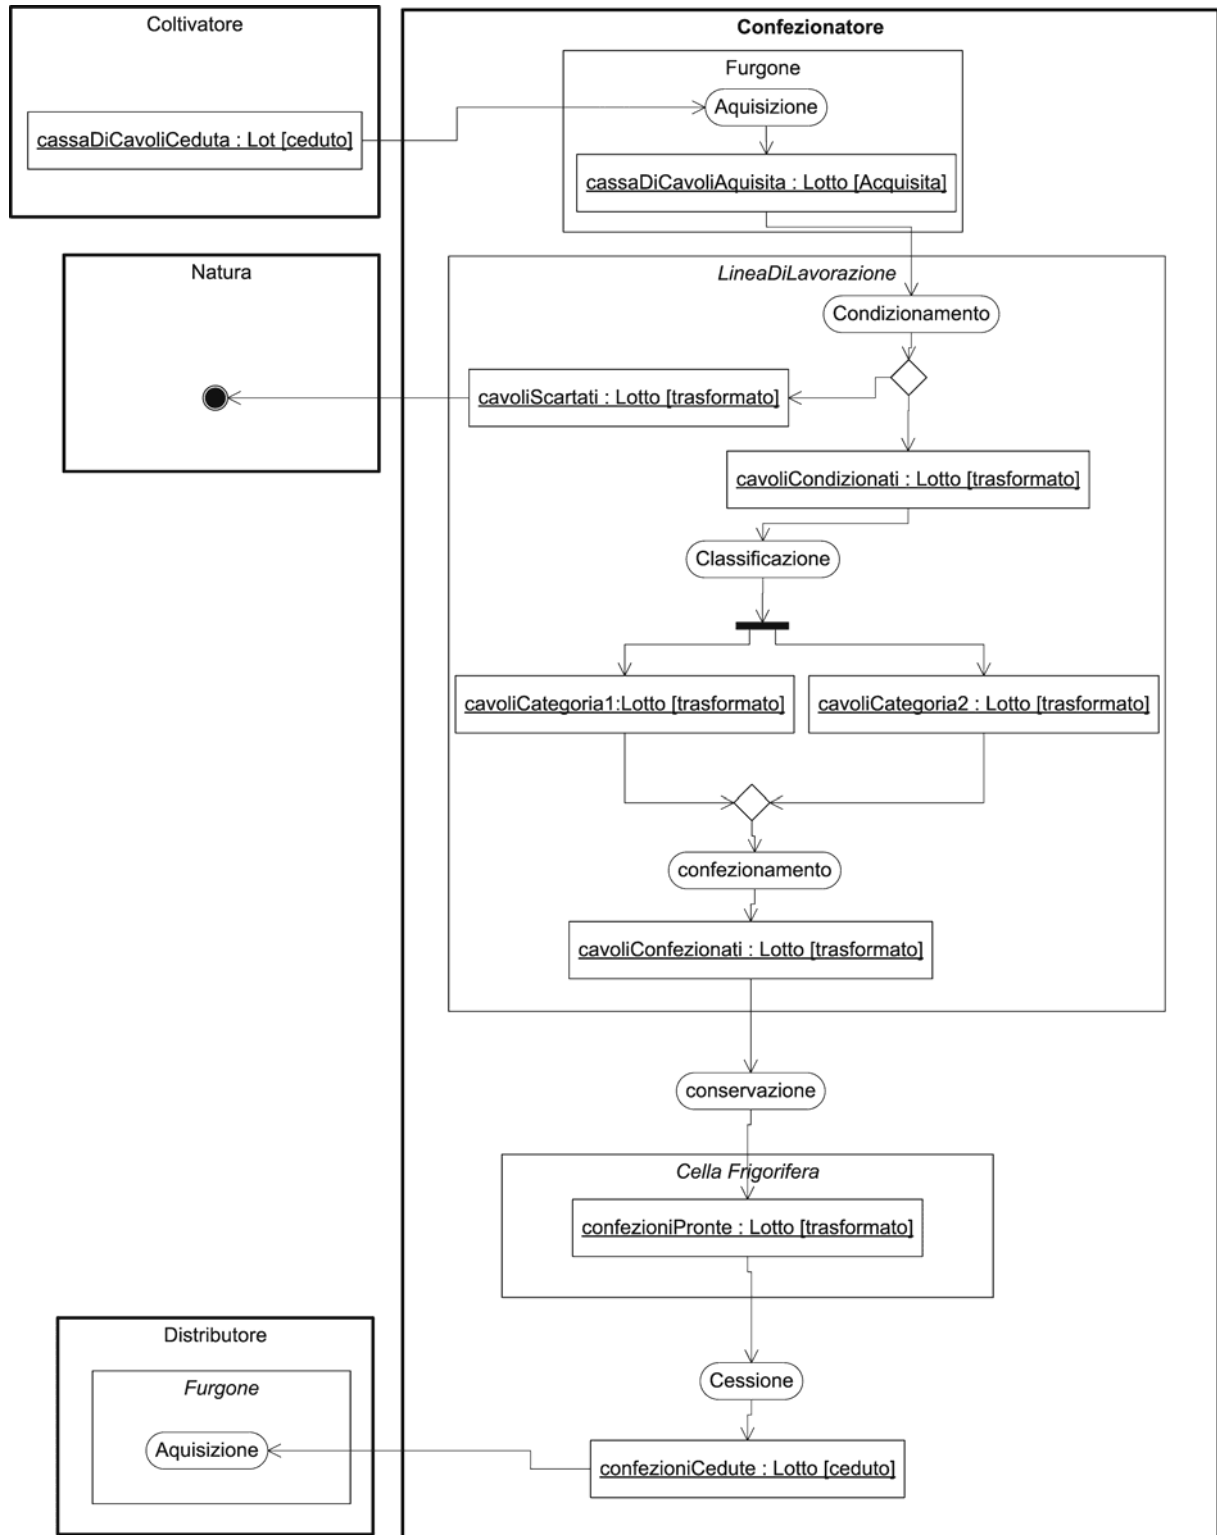 Coltivatore
cassaDiCavoliCeduta : Lot [ceduto]
Confezionatore
Furgone
Aquisizione
cassaDiCavoliAquisita : Lotto [Acquisita]
Natura
LineaDiLavorazione
Condizionamento
cavoliScartati : Lotto [trasformato]
cavoliCondizionati : Lotto [trasformato]
Classificazione
cavoliCategoria1:Lotto [trasformato]
cavoliCategoria2 : Lotto [trasformato]
confezionamento
cavoliConfezionati : Lotto [trasformato]
conservazione
Cella Frigorifera
confezioniPronte : Lotto [trasformato]
Cessione
confezioniCedute : Lotto [ceduto]
Distributore
Furgone
Aquisizione